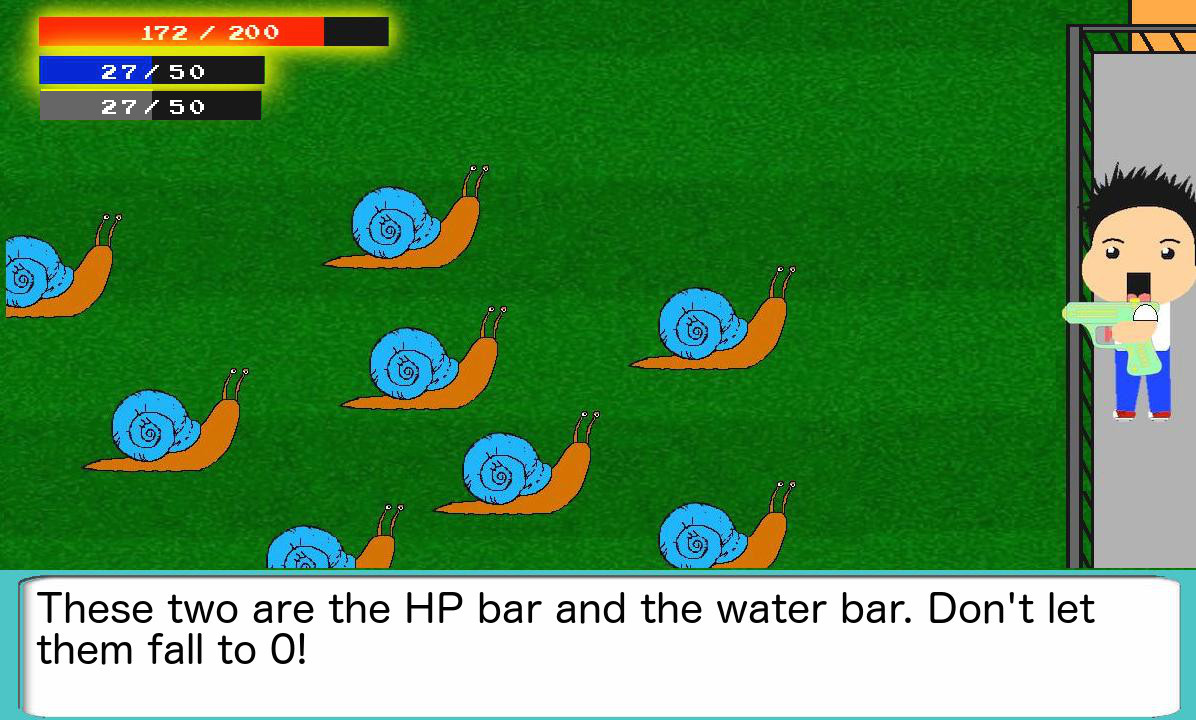 172 / 200
27/50
27/50
These two are the HP bar and the water bar. Don't let
them fall to 0!